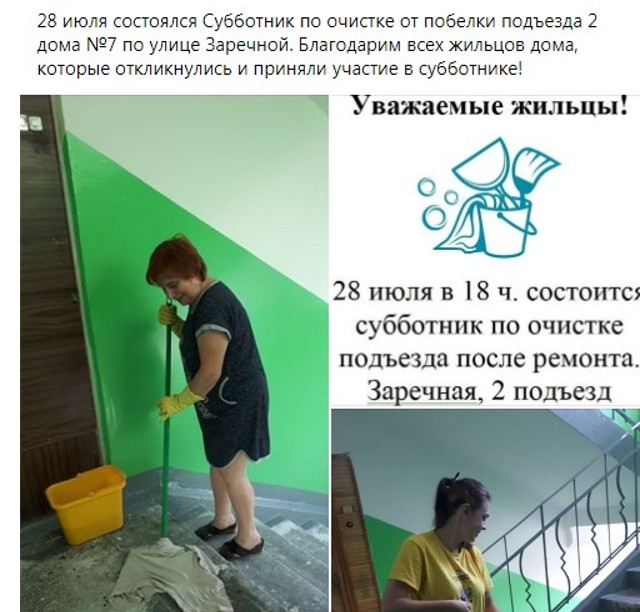 28 июля состоялся Субботник по очистке от побелки подъезда 2
дома №7 по улице Заречной. Благодарим всех жильцов дома,
которые откликнулись и приняли участие в субботнике!
Уважаемые жильцы!
28 июля в 18 ч. состоится
субботник по очистке
подъезда после ремонта.
Заречная, 2 подъезд